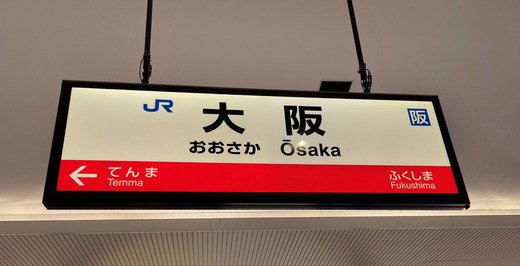 JR 大阪 阪
おおさか Ōsaka
← てんま ふくしま
Temma Fukushima